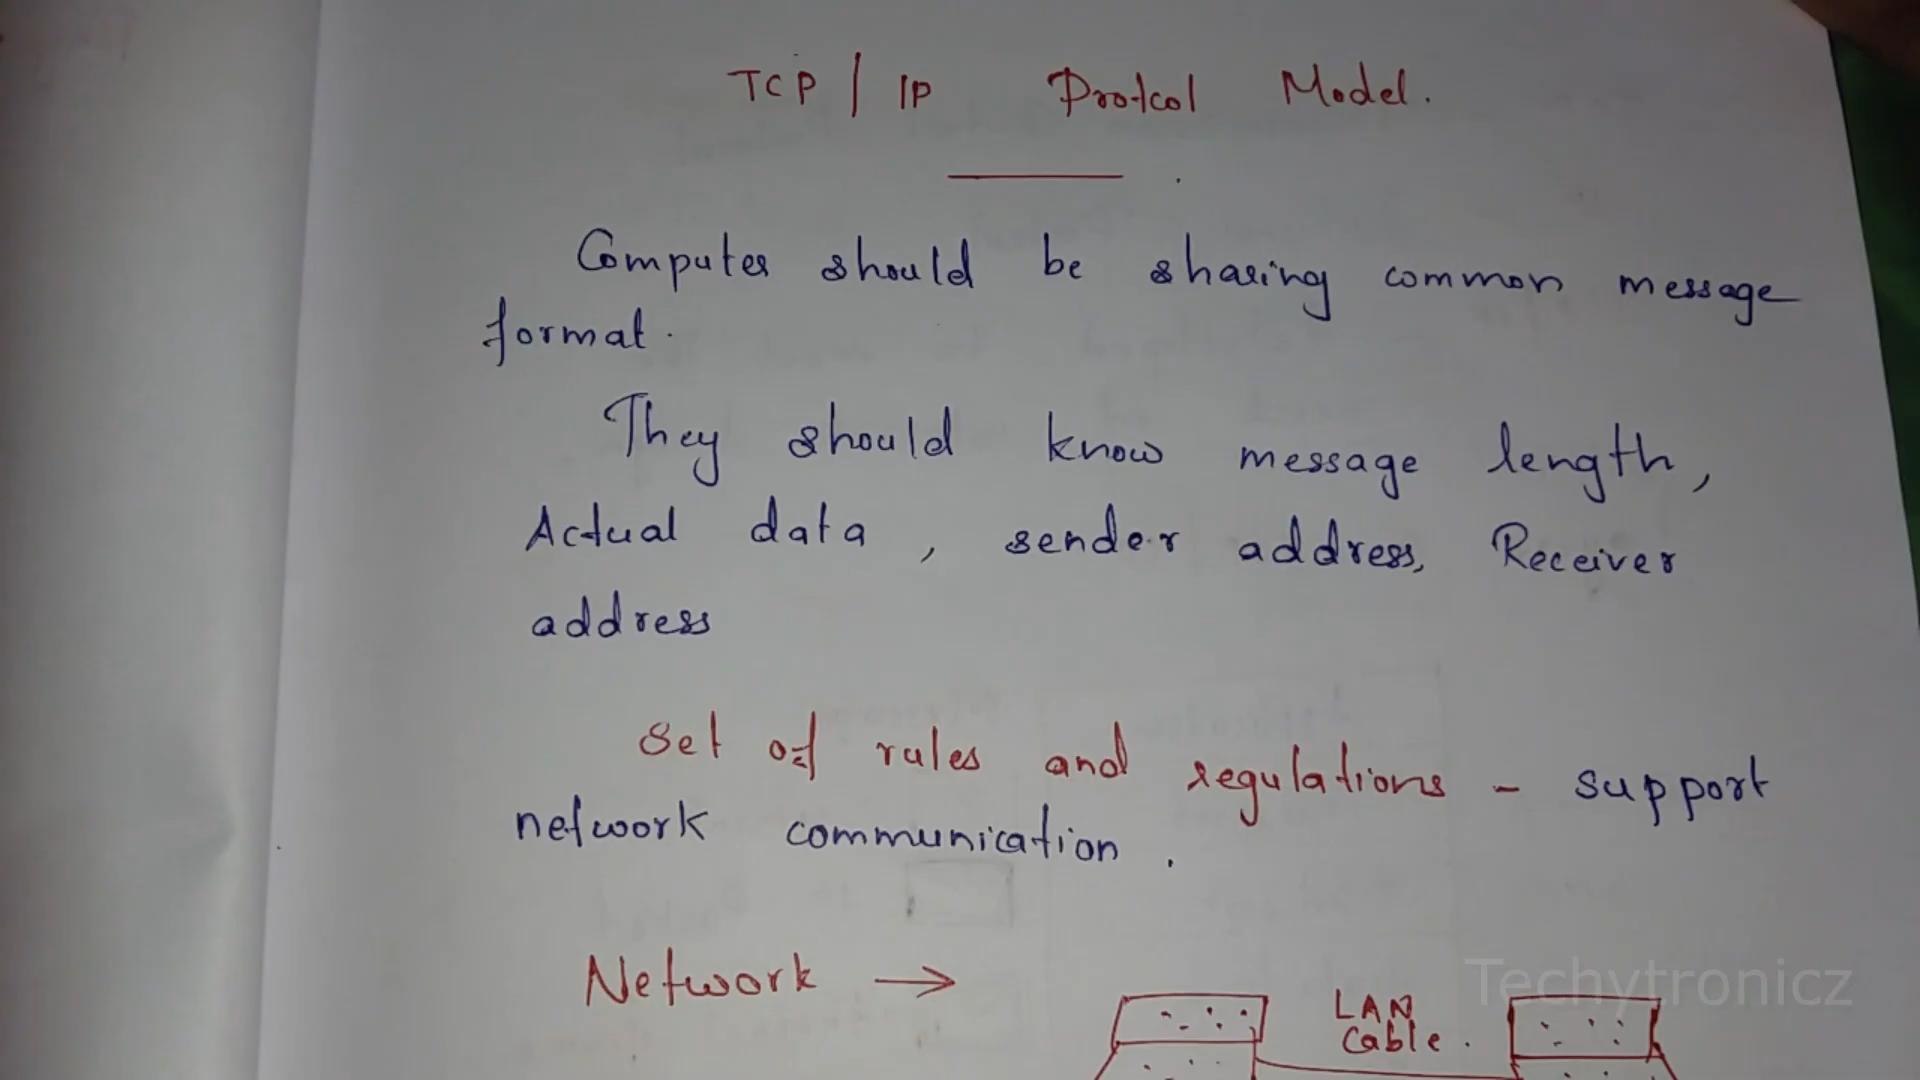 TCP / IP Protcol Model.
Computer should be sharing common message
format.
They should know message length,
Actual data, sender address, Receiver
address
Set of rules and regulations - support
network communication.
Network →
LAN
Cable.
Techytronicz